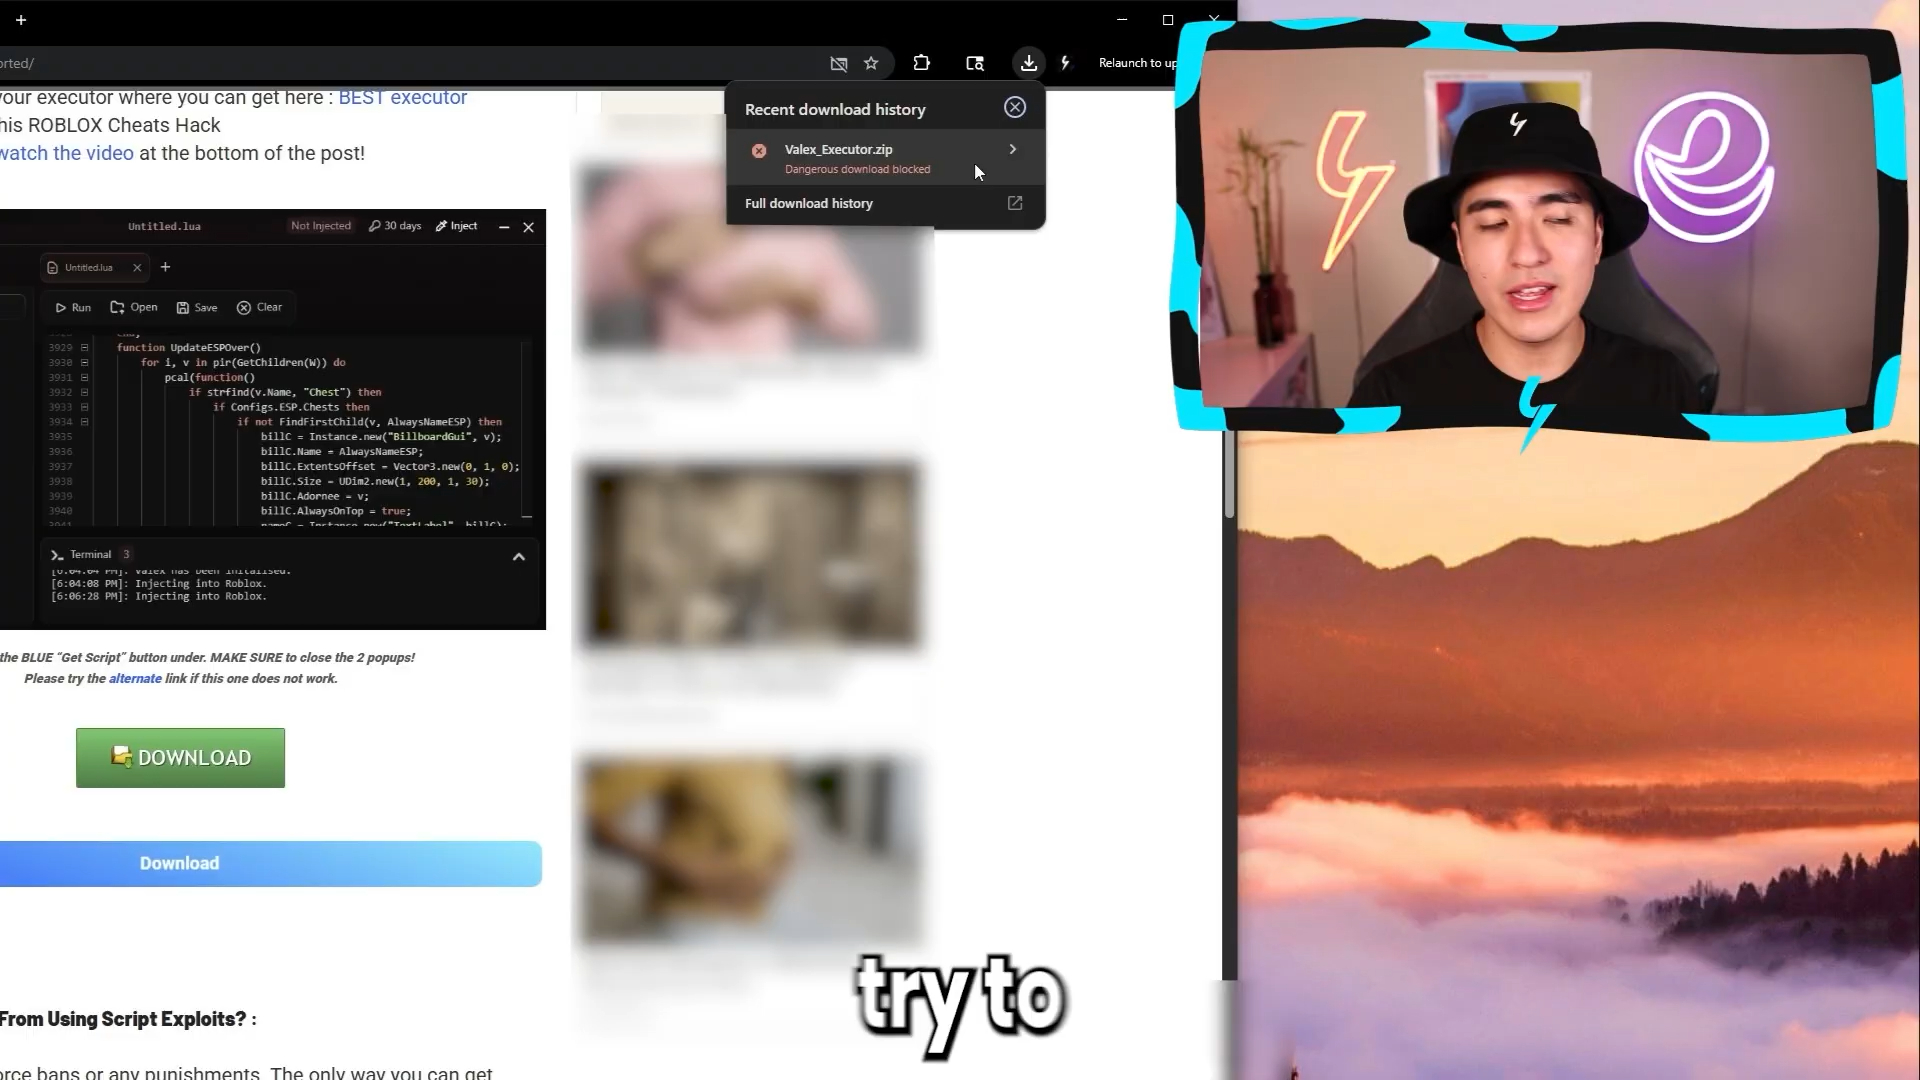 orted/
Relaunch to up
your executor where you can get here : BEST executor
his ROBLOX Cheats Hack
watch the video at the bottom of the post!
Recent download history
Valex_Executor.zip
Dangerous download blocked
Full download history
Untitled.lua
Not Injected
30 days
Inject
Untitled.lua
Run
Open
Save
Clear
3929 function UpdateESPOver()
3930 for i, v in pir(GetChildren(W)) do
3931 pcal(function()
3932 if strfind(v.Name, "Chest") then
3933 if Configs.ESP.Chests then
3934 if not FindFirstChild(v, AlwaysNameESP) then
3935 billC = Instance.new("BillboardGui", v);
3936 billC.Name = AlwaysNameESP;
3937 billC.ExtentsOffset = Vector3.new(0, 1, 0);
3938 billC.Size = UDim2.new(1, 200, 1, 30);
3939 billC.Adornee = v;
3940 billC.AlwaysOnTop = true;
Terminal 3
[6:04:08 PM]: Injecting into Roblox.
[6:06:28 PM]: Injecting into Roblox.
the BLUE "Get Script" button under. MAKE SURE to close the 2 popups!
Please try the alternate link if this one does not work.
DOWNLOAD
Download
try to
From Using Script Exploits? :
orce bans or any punishments. The only way you can get